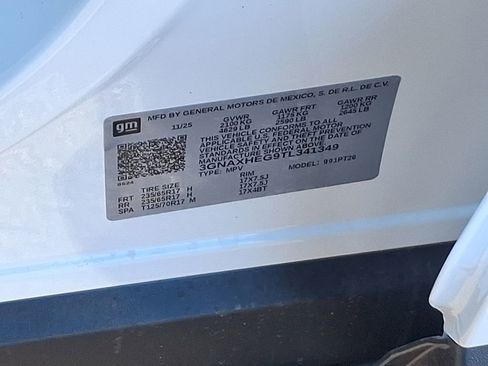 MFD BY GENERAL MOTORS DE MEXICO, S. DE R.L. DE C.V.
gm
11/25
GVWR GAWR FRT GAWR RR
2100 KG 1175 KG 1200 KG
4629 LB 2590 LB 2645 LB
THIS VEHICLE CONFORMS TO ALL
APPLICABLE U.S. FEDERAL MOTOR VEHICLE
SAFETY AND THEFT PREVENTION
STANDARDS IN EFFECT ON THE DATE OF
MANUFACTURE SHOWN ABOVE.
3GNAXHEG9TL341349
TYPE: MPV MODEL: 991PT26
TIRE SIZE RIM
FRT 235/65R17 H 17X7.5J
RR 235/65R17 H 17X7.5J
SPA T125/70R17 M 17X4BT